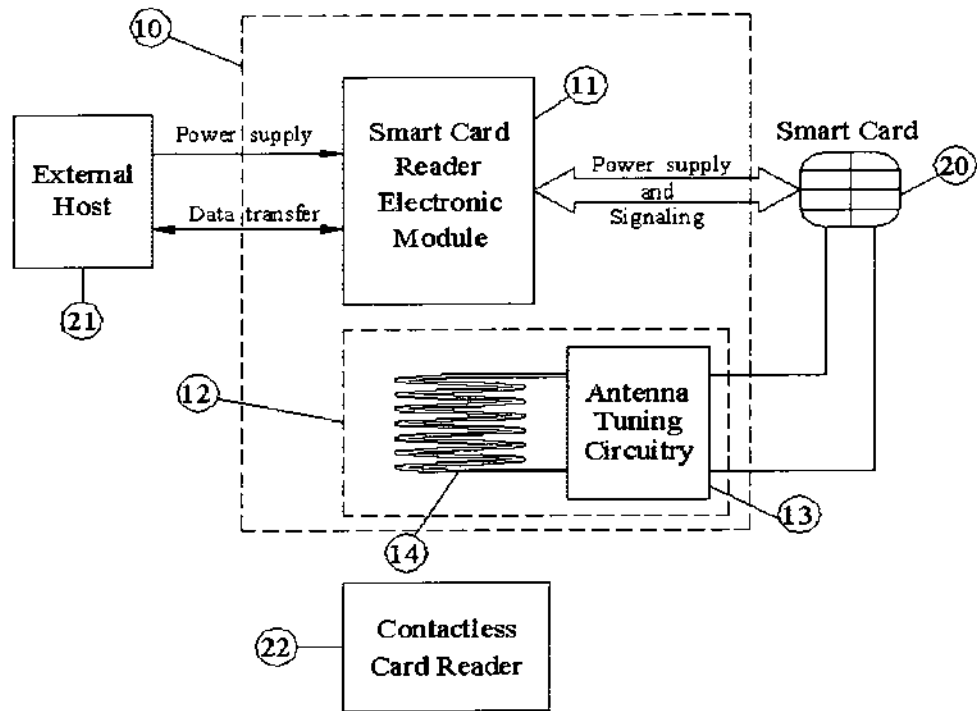 10
11
Smart Card
Reader
Electronic
Module
External
Host
Power supply
Data transfer
21
Power supply
and
Signaling
Smart Card
20
12
Antenna
Tuning
Circuitry
13
14
22
Contactless
Card Reader